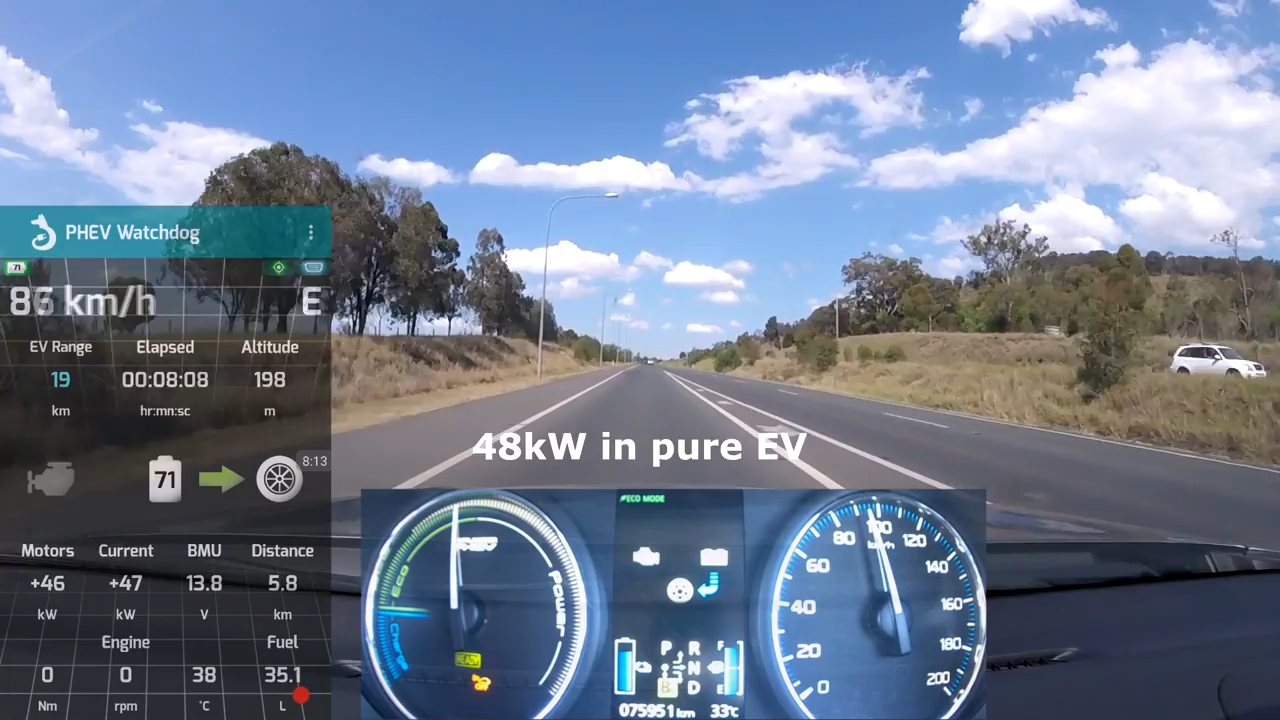 PHEV Watchdog
71
86 km/h E
EV Range Elapsed Altitude
19 00:08:08 198
km hr:mn:sc m
8:13
71
Motors Current BMU Distance
+46 +47 13.8 5.8
kW kW V km
Engine Fuel
0 0 38 35.1
Nm rpm °C L
48kW in pure EV
ECO MODE
Eco
Power
Charge
READY
P R
N
B D
F
E
075951km 33°C
0 20 40 60 80 100 120 140 160 180 200
km/h